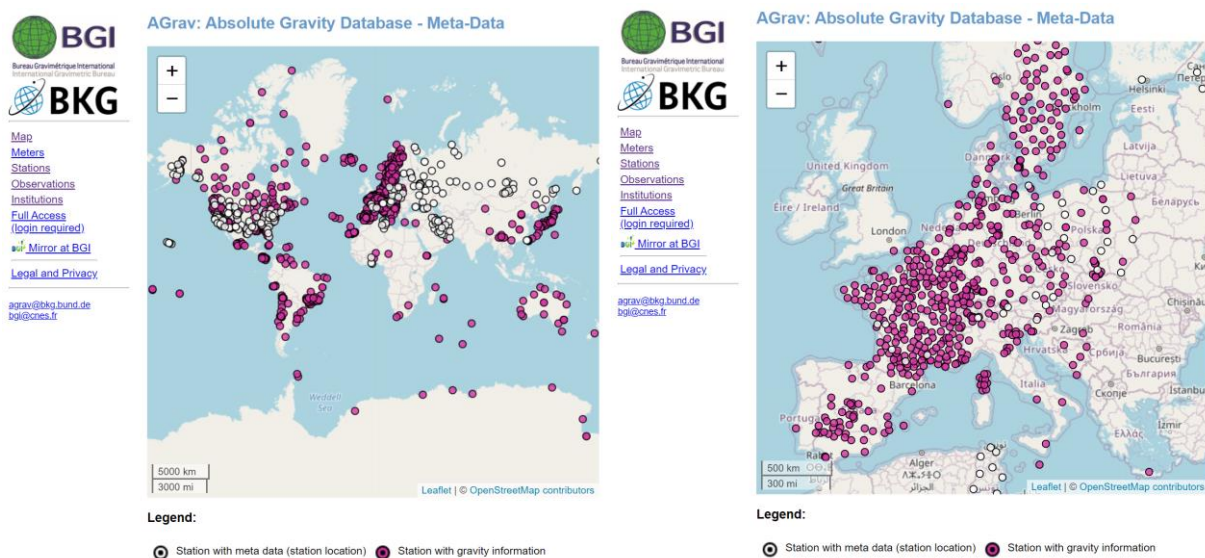 AGrav: Absolute Gravity Database - Meta-Data
BGI
Bureau Gravimétrique International
International Gravimetric Bureau
BKG
Map
Meters
Stations
Observations
Institutions
Full Access
(login required)
Mirror at BGI
Legal and Privacy
agrav@bkg.bund.de
bgi@cnes.fr
+
−
Weddell
Sea
5000 km
3000 mi
Leaflet | © OpenStreetMap contributors
Legend:
Station with meta data (station location) Station with gravity information
AGrav: Absolute Gravity Database - Meta-Data
BGI
Bureau Gravimétrique International
International Gravimetric Bureau
BKG
Map
Meters
Stations
Observations
Institutions
Full Access
(login required)
Mirror at BGI
Legal and Privacy
agrav@bkg.bund.de
bgi@cnes.fr
+
−
Oslo
Helsinki
Eesti
Latvija
Lietuva
Беларусь
United Kingdom
Great Britain
Éire / Ireland
London
Berlin
Polska
Slovensko
Magyarország
Chișinău
Zagreb
România
Hrvatska
Србија
București
България
Скопје
Istanbul
Barcelona
Italia
Portugal
Ελλάς
İzmir
Alger
الجزائر
تونس
500 km
300 mi
Leaflet | © OpenStreetMap contributors
Legend:
Station with meta data (station location) Station with gravity information